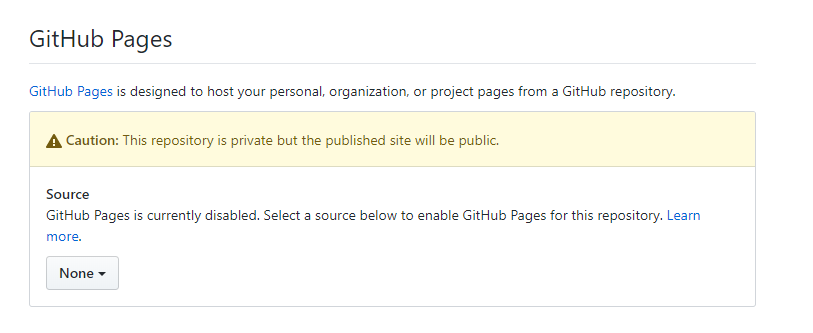 GitHub Pages
GitHub Pages is designed to host your personal, organization, or project pages from a GitHub repository.
Caution: This repository is private but the published site will be public.
Source
GitHub Pages is currently disabled. Select a source below to enable GitHub Pages for this repository. Learn
more.
None